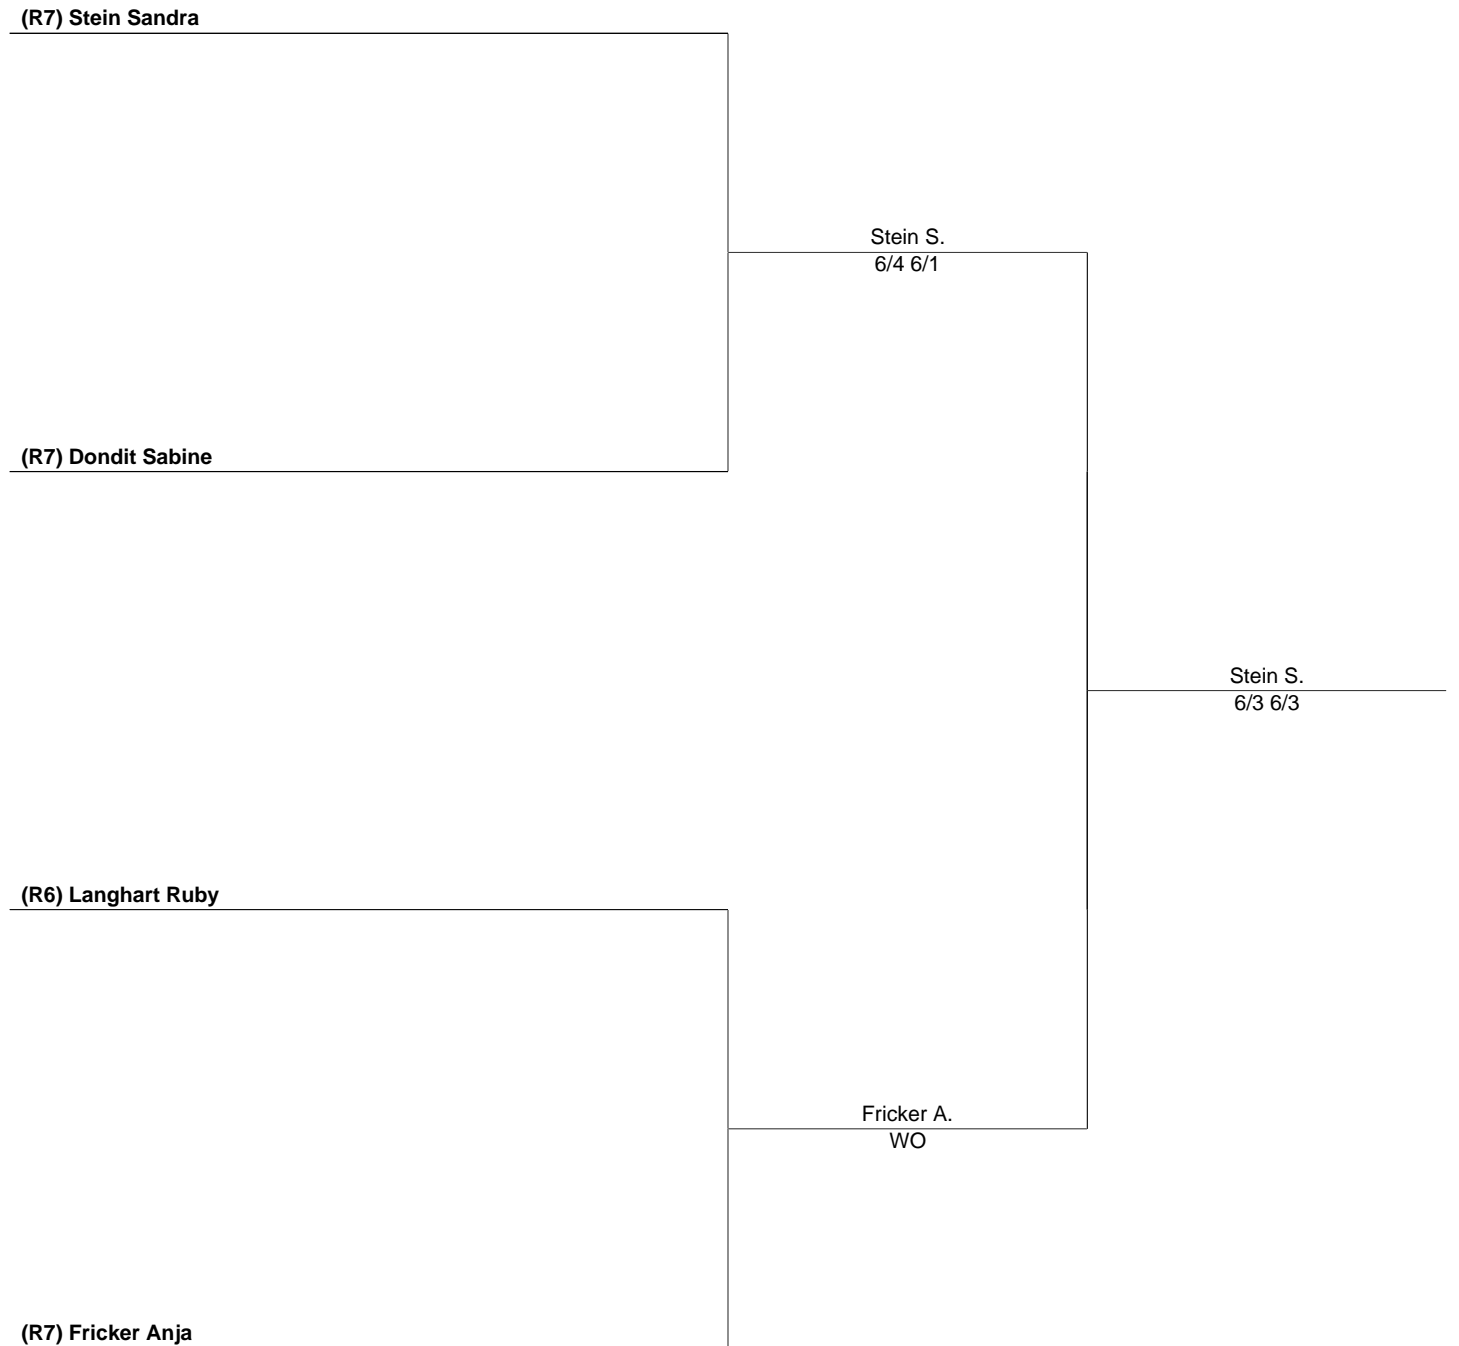 (R7) Stein Sandra
Stein S.
6/4 6/1
(R7) Dondit Sabine
Stein S.
6/3 6/3
(R6) Langhart Ruby
Fricker A.
WO
(R7) Fricker Anja